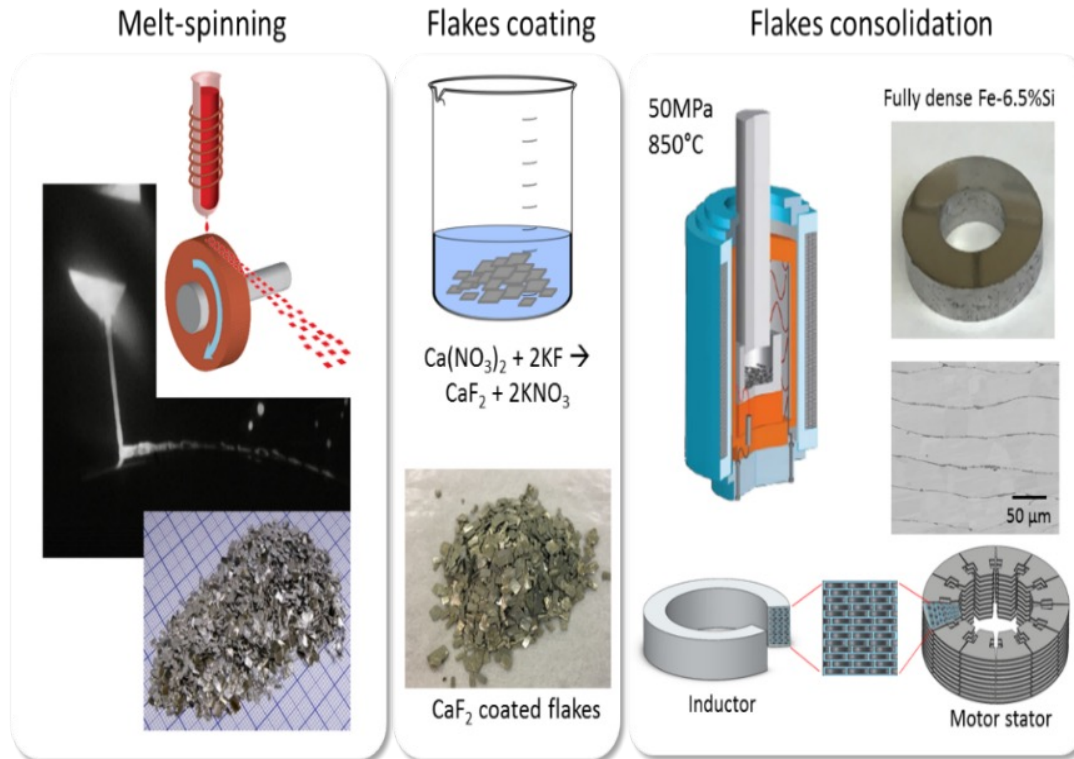 Melt-spinning
Flakes coating
Ca(NO₃)₂ + 2KF →
CaF₂ + 2KNO₃
CaF₂ coated flakes
Flakes consolidation
50MPa
850°C
Fully dense Fe-6.5%Si
50 µm
Inductor
Motor stator